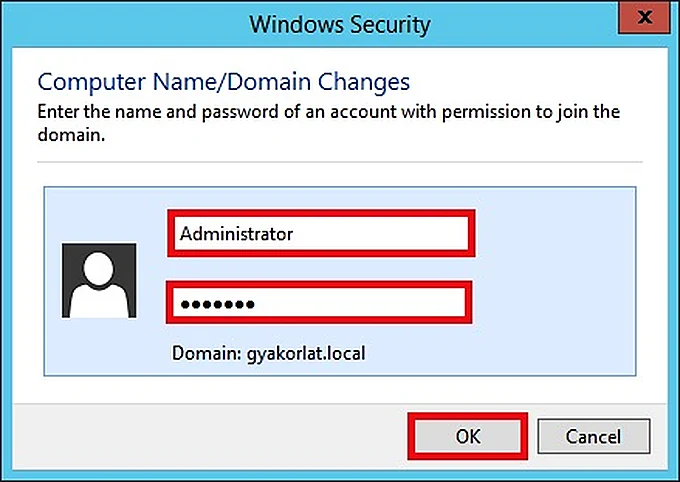 Windows Security
x
Computer Name/Domain Changes
Enter the name and password of an account with permission to join the
domain.
Administrator
●●●●●●●
Domain: gyakorlat.local
OK
Cancel